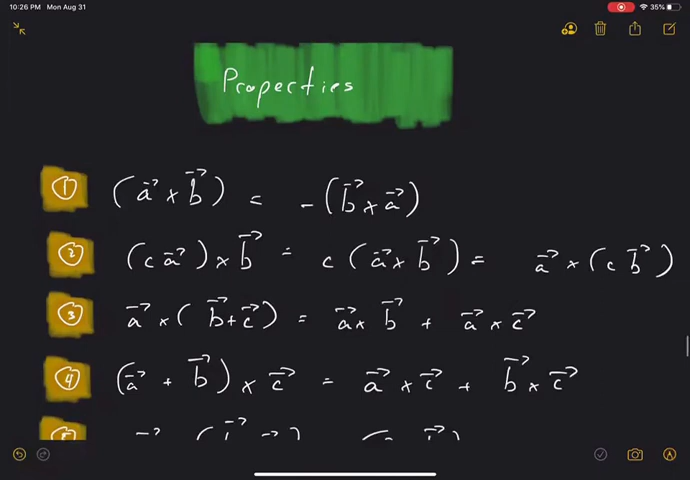 10:26 PM Mon Aug 31
35%
Properties
① (a⃗ × b⃗) = -(b⃗ × a⃗)
② (c a⃗) × b⃗ = c (a⃗ × b⃗) = a⃗ × (c b⃗)
③ a⃗ × (b⃗ + c⃗) = a⃗ × b⃗ + a⃗ × c⃗
④ (a⃗ + b⃗) × c⃗ = a⃗ × c⃗ + b⃗ × c⃗